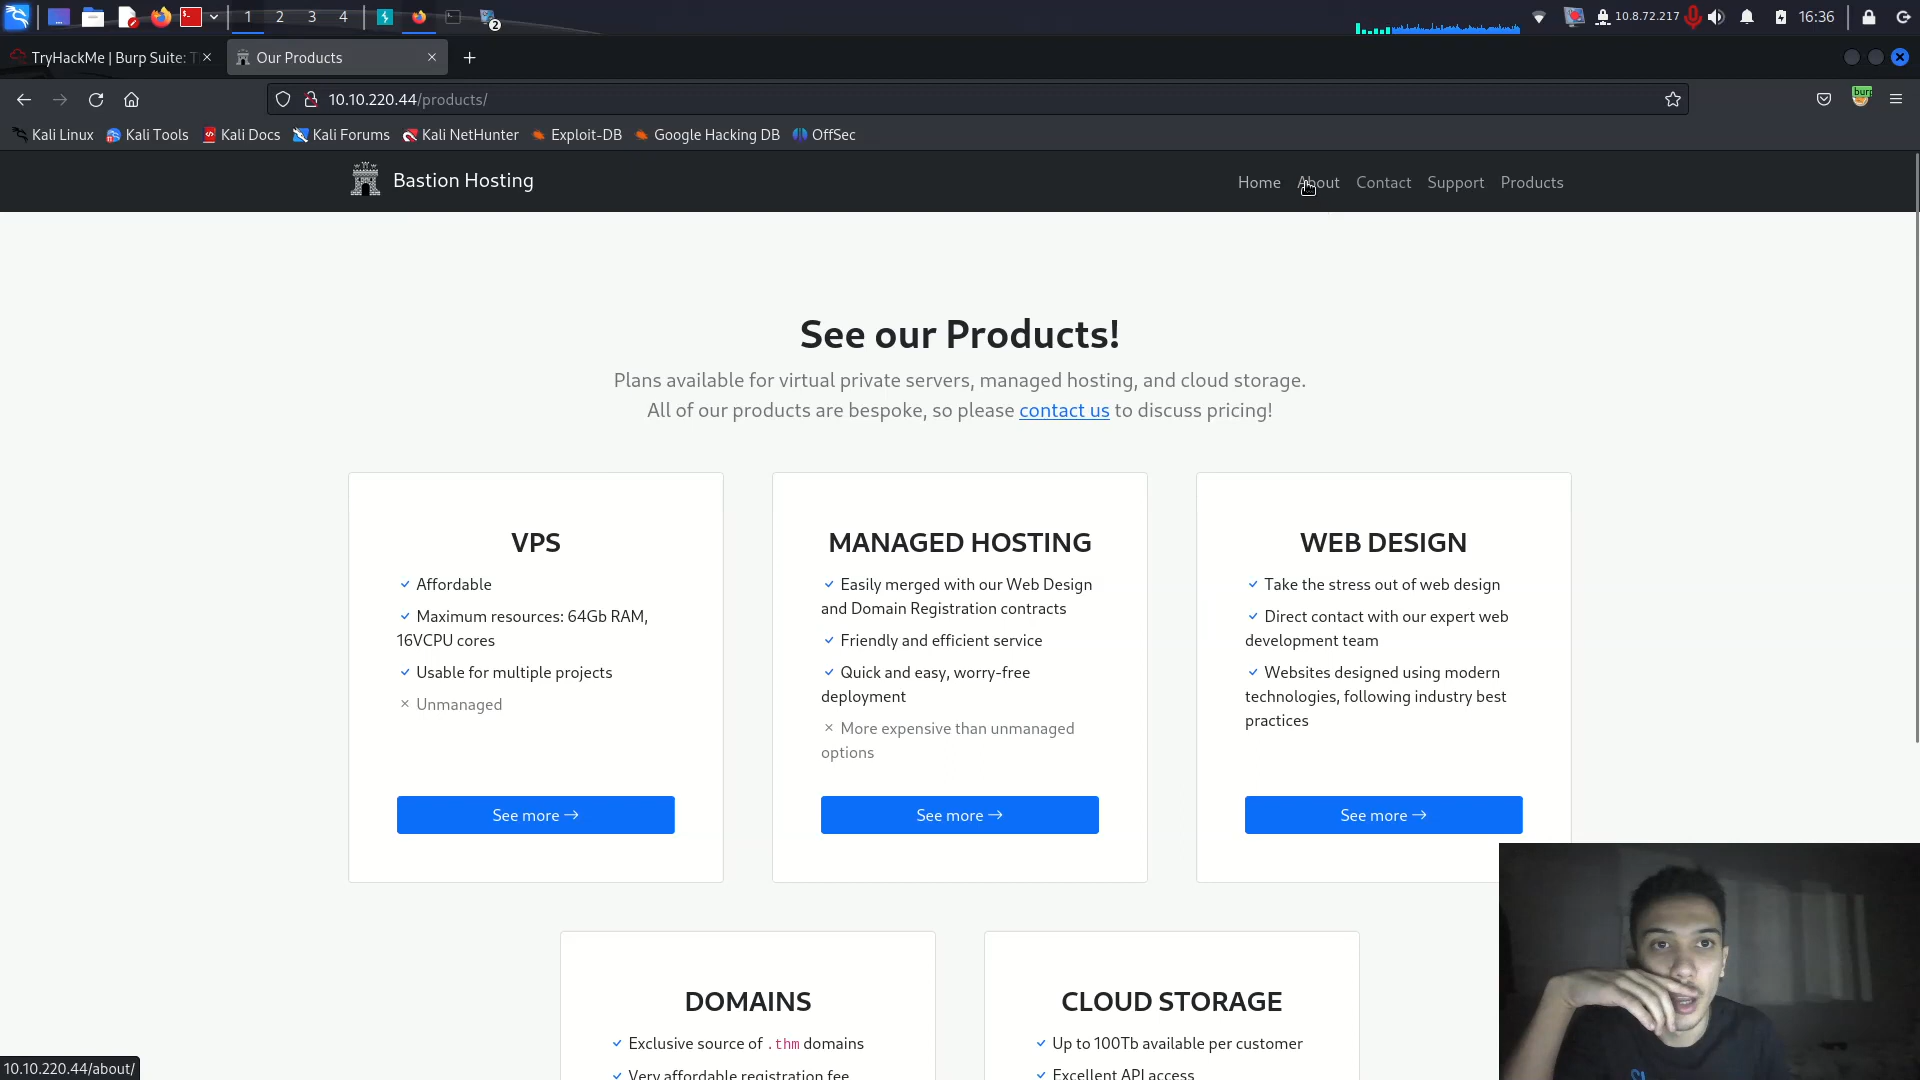 1 2 3 4
2
10.8.72.217
16:36
TryHackMe | Burp Suite: T
Our Products
10.10.220.44/products/
burp
Kali Linux Kali Tools Kali Docs Kali Forums Kali NetHunter Exploit-DB Google Hacking DB OffSec
Bastion Hosting
Home About Contact Support Products
See our Products!
Plans available for virtual private servers, managed hosting, and cloud storage.
All of our products are bespoke, so please contact us to discuss pricing!
VPS
Affordable
Maximum resources: 64Gb RAM,
16VCPU cores
Usable for multiple projects
Unmanaged
See more →
MANAGED HOSTING
Easily merged with our Web Design
and Domain Registration contracts
Friendly and efficient service
Quick and easy, worry-free
deployment
More expensive than unmanaged
options
See more →
WEB DESIGN
Take the stress out of web design
Direct contact with our expert web
development team
Websites designed using modern
technologies, following industry best
practices
See more →
DOMAINS
Exclusive source of .thm domains
Very affordable registration fee
CLOUD STORAGE
Up to 100Tb available per customer
Excellent API access
10.10.220.44/about/